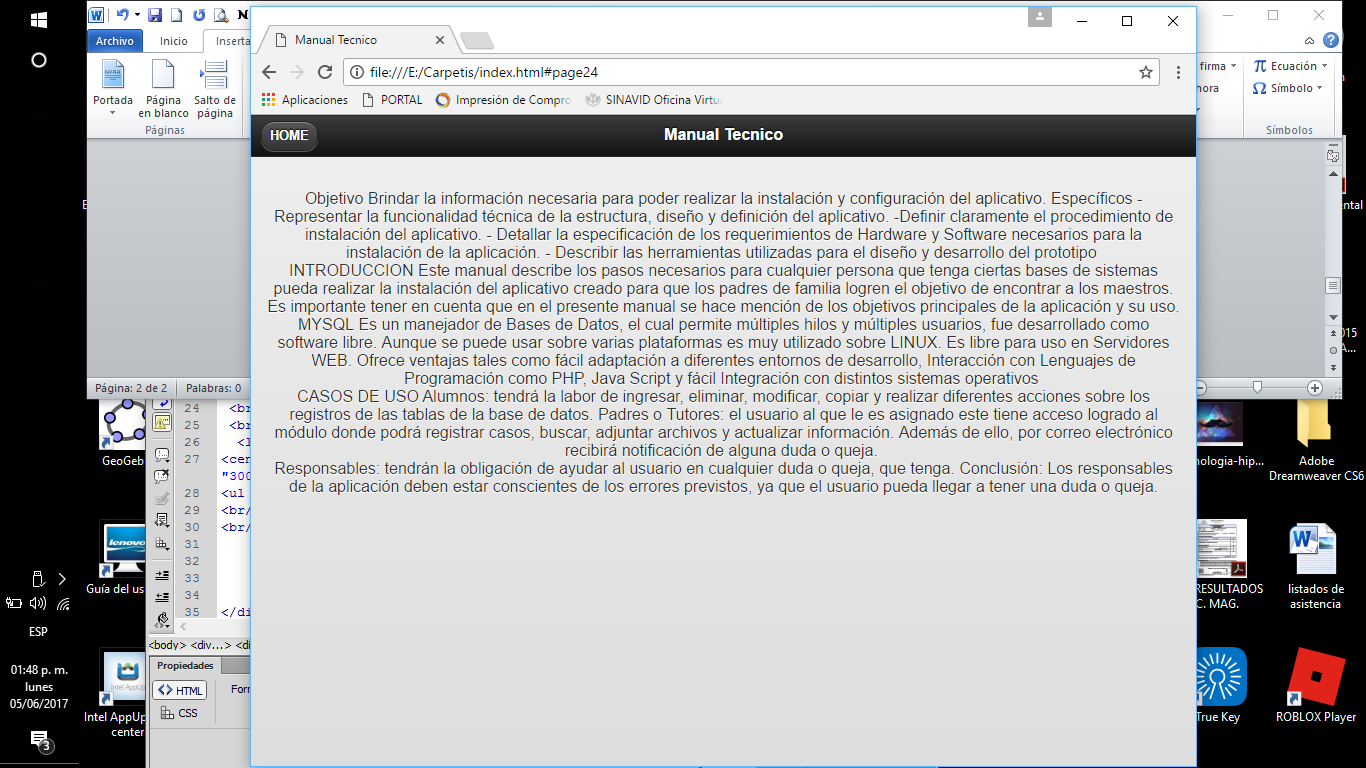 Archivo
Inicio
Inserta
Portada
Página en blanco
Salto de página
Páginas
Manual Tecnico
file:///E:/Carpetis/index.html#page24
Aplicaciones
PORTAL
Impresión de Compro
SINAVID Oficina Virtu
firma
Ecuación
Símbolo
Símbolos
HOME
Manual Tecnico
Objetivo Brindar la información necesaria para poder realizar la instalación y configuración del aplicativo. Específicos -
Representar la funcionalidad técnica de la estructura, diseño y definición del aplicativo. -Definir claramente el procedimiento de
instalación del aplicativo. - Detallar la especificación de los requerimientos de Hardware y Software necesarios para la
instalación de la aplicación. - Describir las herramientas utilizadas para el diseño y desarrollo del prototipo
INTRODUCCION Este manual describe los pasos necesarios para cualquier persona que tenga ciertas bases de sistemas
pueda realizar la instalación del aplicativo creado para que los padres de familia logren el objetivo de encontrar a los maestros.
Es importante tener en cuenta que en el presente manual se hace mención de los objetivos principales de la aplicación y su uso.
MYSQL Es un manejador de Bases de Datos, el cual permite múltiples hilos y múltiples usuarios, fue desarrollado como
software libre. Aunque se puede usar sobre varias plataformas es muy utilizado sobre LINUX. Es libre para uso en Servidores
WEB. Ofrece ventajas tales como fácil adaptación a diferentes entornos de desarrollo, Interacción con Lenguajes de
Programación como PHP, Java Script y fácil Integración con distintos sistemas operativos
CASOS DE USO Alumnos: tendrá la labor de ingresar, eliminar, modificar, copiar y realizar diferentes acciones sobre los
registros de las tablas de la base de datos. Padres o Tutores: el usuario al que le es asignado este tiene acceso logrado al
módulo donde podrá registrar casos, buscar, adjuntar archivos y actualizar información. Además de ello, por correo electrónico
recibirá notificación de alguna duda o queja.
Responsables: tendrán la obligación de ayudar al usuario en cualquier duda o queja, que tenga. Conclusión: Los responsables
de la aplicación deben estar conscientes de los errores previstos, ya que el usuario pueda llegar a tener una duda o queja.
Página: 2 de 2
Palabras: 0
GeoGeb
24 <br
25 <br
26 <l
27 <cen
"300
28 <ul
29 <br/
30 <br/
31
32
33
34
35 </di
<body> <div...> <di
Propiedades
HTML
Form
CSS
Guía del us
Intel AppUp
center
nologia-hip...
Adobe
Dreamweaver CS6
RESULTADOS
C. MAG.
listados de
asistencia
True Key
ROBLOX Player
ESP
01:48 p. m.
lunes
05/06/2017
3